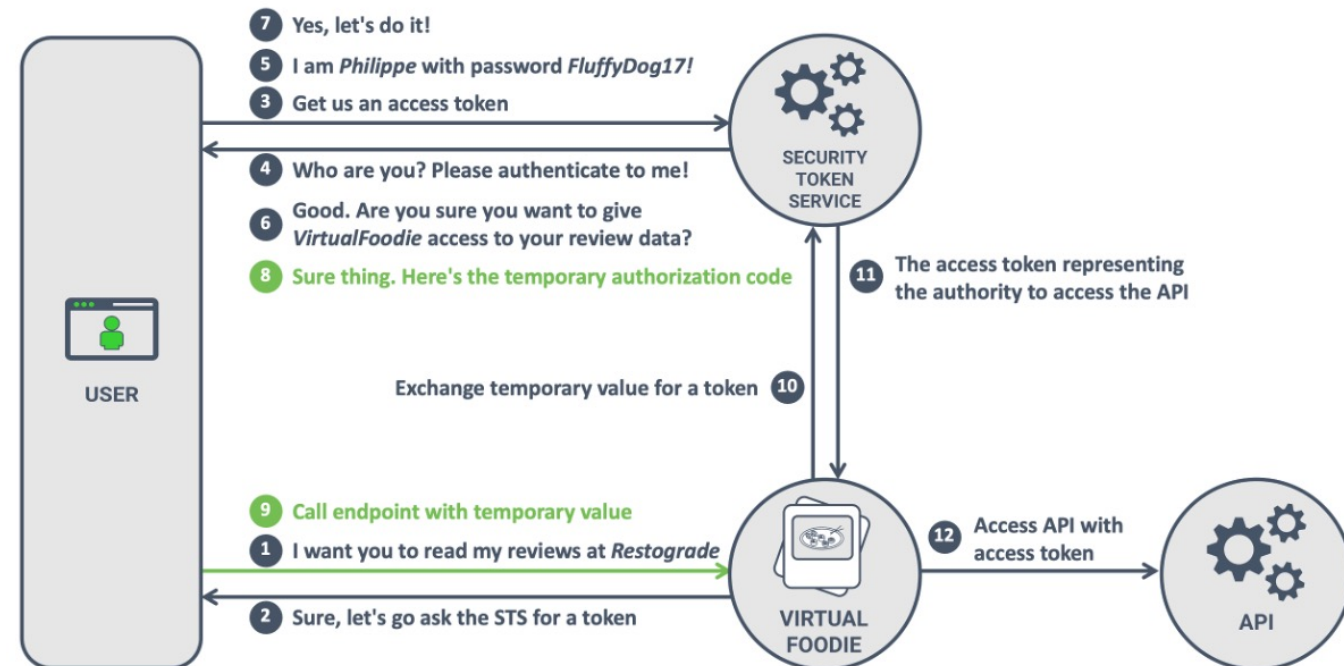 7 Yes, let's do it!
5 I am Philippe with password FluffyDog17!
3 Get us an access token
4 Who are you? Please authenticate to me!
6 Good. Are you sure you want to give
VirtualFoodie access to your review data?
8 Sure thing. Here's the temporary authorization code
SECURITY
TOKEN
SERVICE
11 The access token representing
the authority to access the API
USER
Exchange temporary value for a token 10
9 Call endpoint with temporary value
1 I want you to read my reviews at Restograde
2 Sure, let's go ask the STS for a token
VIRTUAL
FOODIE
12 Access API with
access token
API